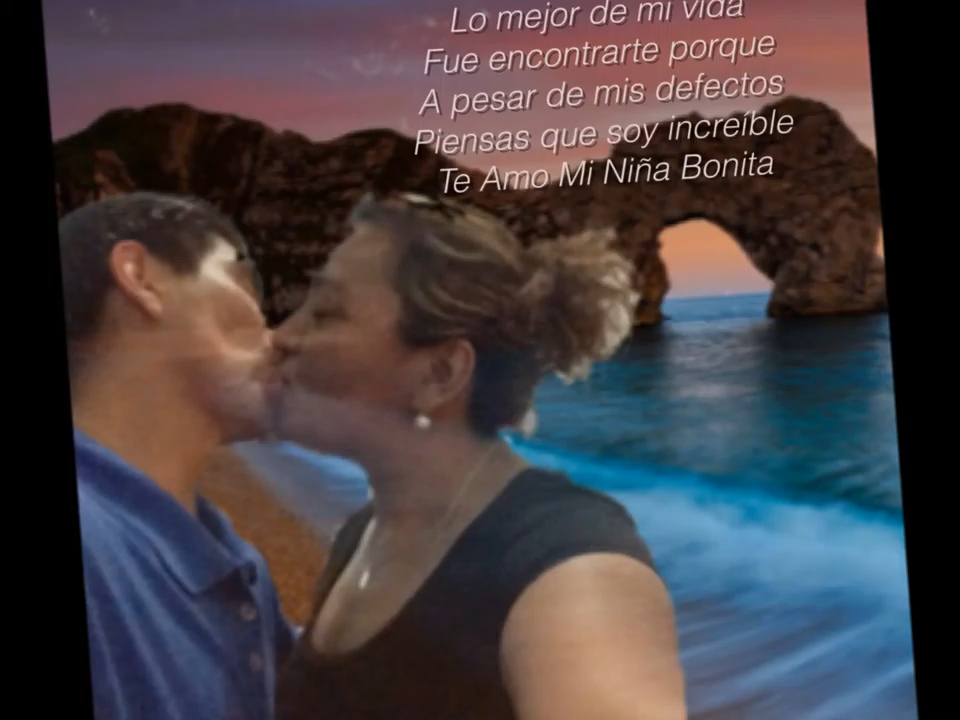 Lo mejor de mi vida
Fue encontrarte porque
A pesar de mis defectos
Piensas que soy increíble
Te Amo Mi Niña Bonita